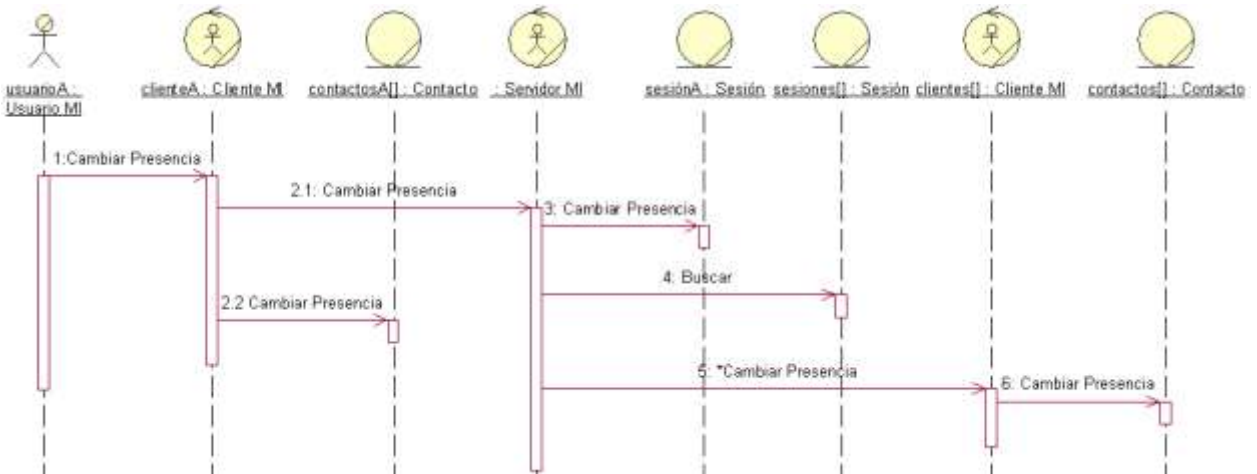 usuarioA :
Usuario MI
clienteA : Cliente MI
contactosA[] : Contacto
: Servidor MI
sesiónA : Sesión
sesiones[] : Sesión
clientes[] : Cliente MI
contactos[] : Contacto
1:Cambiar Presencia
2.1: Cambiar Presencia
3: Cambiar Presencia
4: Buscar
2.2 Cambiar Presencia
5: *Cambiar Presencia
6: Cambiar Presencia